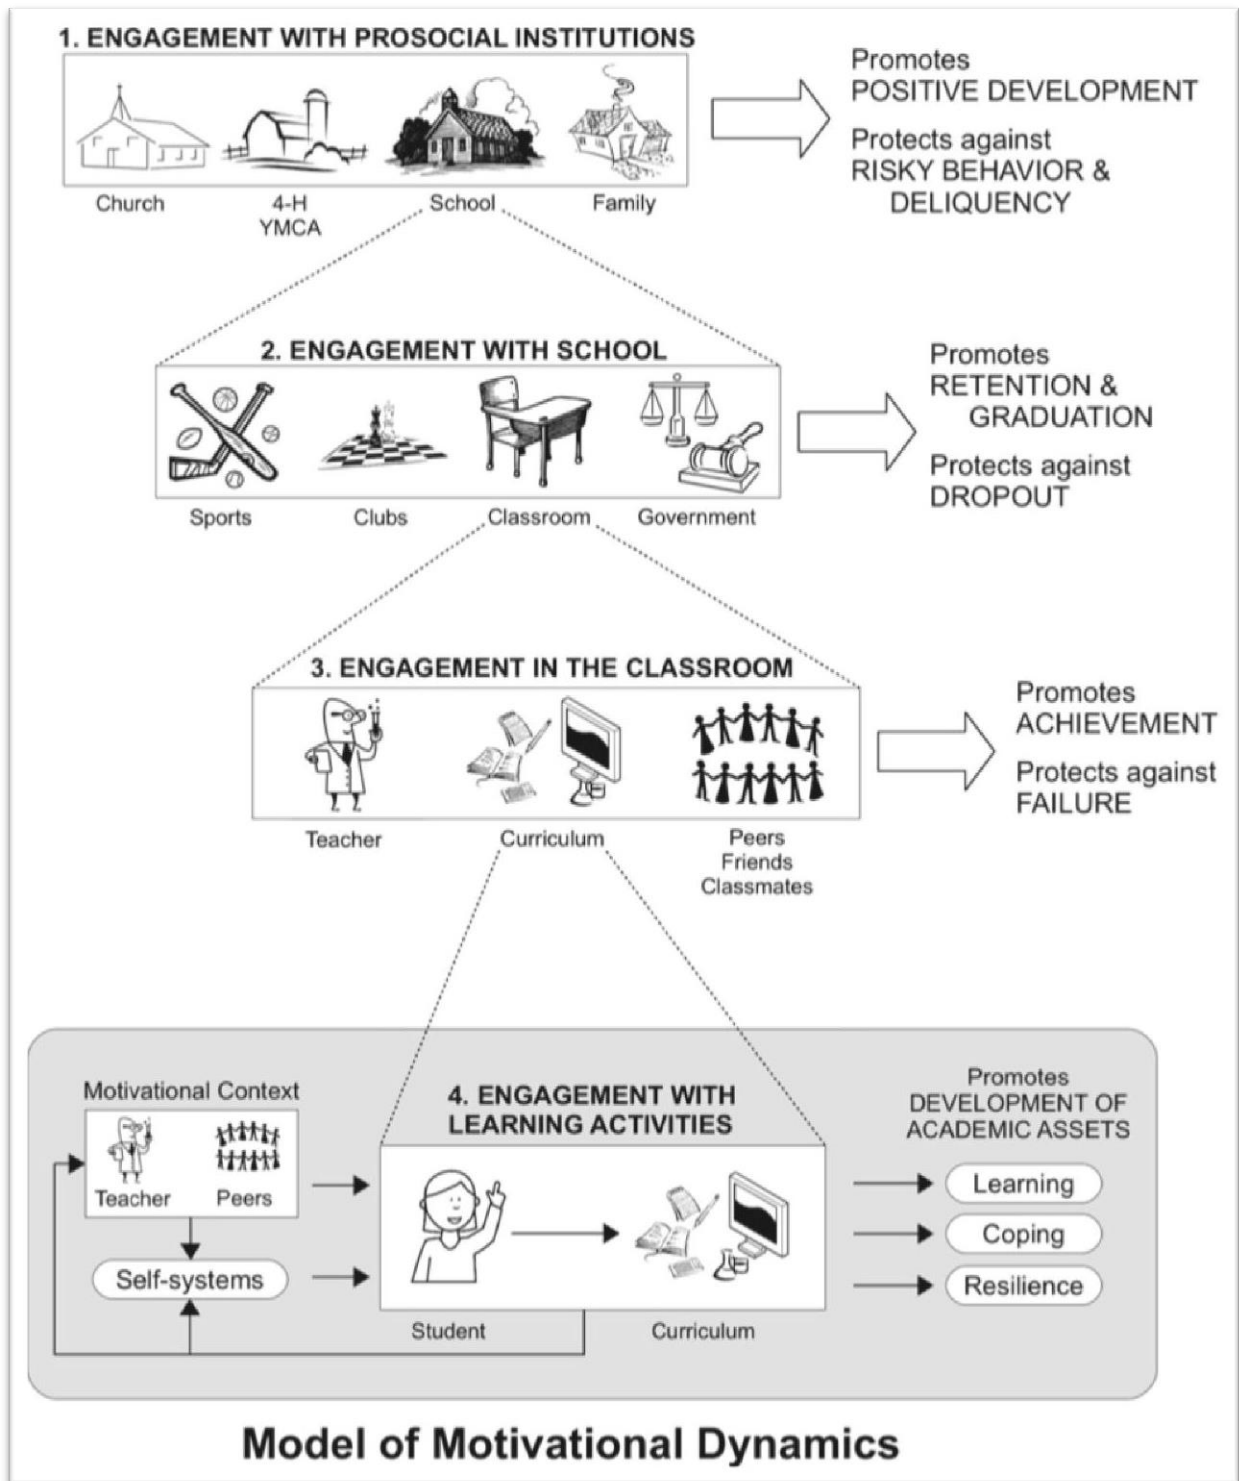 1. ENGAGEMENT WITH PROSOCIAL INSTITUTIONS
Church
4-H
YMCA
School
Family
Promotes
POSITIVE DEVELOPMENT
Protects against
RISKY BEHAVIOR &
DELIQUENCY
2. ENGAGEMENT WITH SCHOOL
Sports
Clubs
Classroom
Government
Promotes
RETENTION &
GRADUATION
Protects against
DROPOUT
3. ENGAGEMENT IN THE CLASSROOM
Teacher
Curriculum
Peers
Friends
Classmates
Promotes
ACHIEVEMENT
Protects against
FAILURE
Motivational Context
Teacher
Peers
Self-systems
4. ENGAGEMENT WITH
LEARNING ACTIVITIES
Student
Curriculum
Promotes
DEVELOPMENT OF
ACADEMIC ASSETS
Learning
Coping
Resilience
Model of Motivational Dynamics